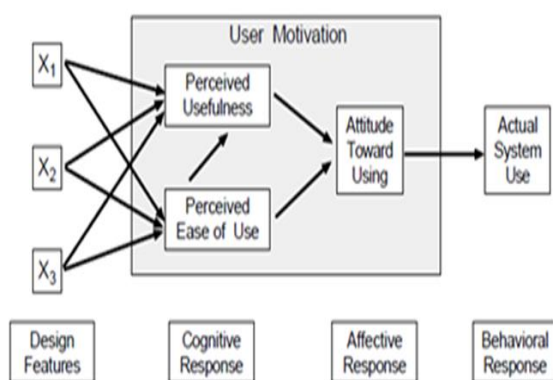 User Motivation
X1
Perceived
Usefulness
X2
Attitude
Toward
Using
Actual
System
Use
Perceived
Ease of Use
X3
Design
Features
Cognitive
Response
Affective
Response
Behavioral
Response